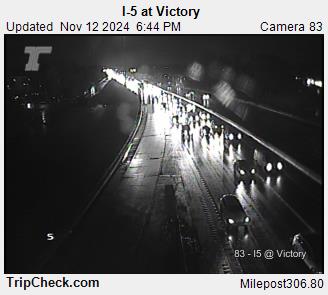 I-5 at Victory
Updated Nov 12 2024 6:44 PM Camera 83
T
S
83 - I5 @ Victory
TripCheck.com Milepost306.80